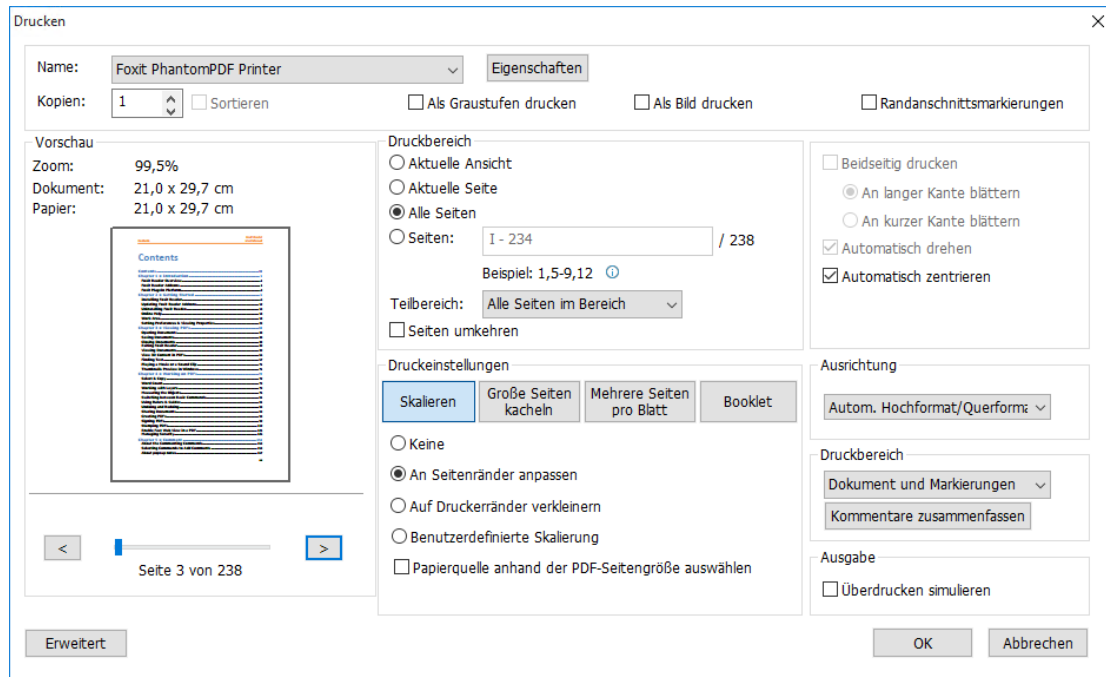 Drucken
Name: Foxit PhantomPDF Printer Eigenschaften
Kopien: 1 Sortieren Als Graustufen drucken Als Bild drucken Randanschnittsmarkierungen
Vorschau
Zoom: 99,5%
Dokument: 21,0 x 29,7 cm
Papier: 21,0 x 29,7 cm
Contents
<
>
Seite 3 von 238
Druckbereich
Aktuelle Ansicht
Aktuelle Seite
Alle Seiten
Seiten: I - 234 / 238
Beispiel: 1,5-9,12
Teilbereich: Alle Seiten im Bereich
Seiten umkehren
Druckeinstellungen
Skalieren
Große Seiten
kacheln
Mehrere Seiten
pro Blatt
Booklet
Keine
An Seitenränder anpassen
Auf Druckerränder verkleinern
Benutzerdefinierte Skalierung
Papierquelle anhand der PDF-Seitengröße auswählen
Beidseitig drucken
An langer Kante blättern
An kurzer Kante blättern
Automatisch drehen
Automatisch zentrieren
Ausrichtung
Autom. Hochformat/Querforma
Druckbereich
Dokument und Markierungen
Kommentare zusammenfassen
Ausgabe
Überdrucken simulieren
Erweitert
OK
Abbrechen